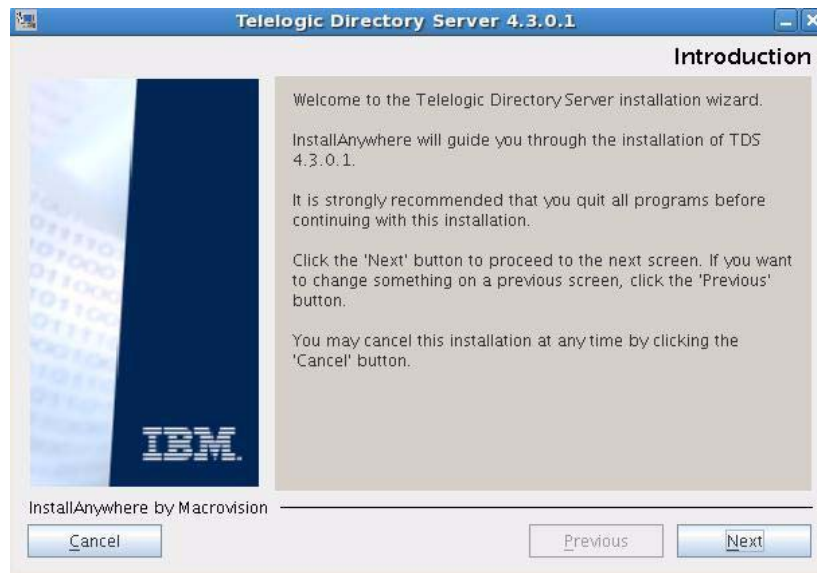 Telelogic Directory Server 4.3.0.1
Introduction
Welcome to the Telelogic Directory Server installation wizard.
InstallAnywhere will guide you through the installation of TDS
4.3.0.1.
It is strongly recommended that you quit all programs before
continuing with this installation.
Click the 'Next' button to proceed to the next screen. If you want
to change something on a previous screen, click the 'Previous'
button.
You may cancel this installation at any time by clicking the
'Cancel' button.
IBM.
InstallAnywhere by Macrovision
Cancel
Previous
Next